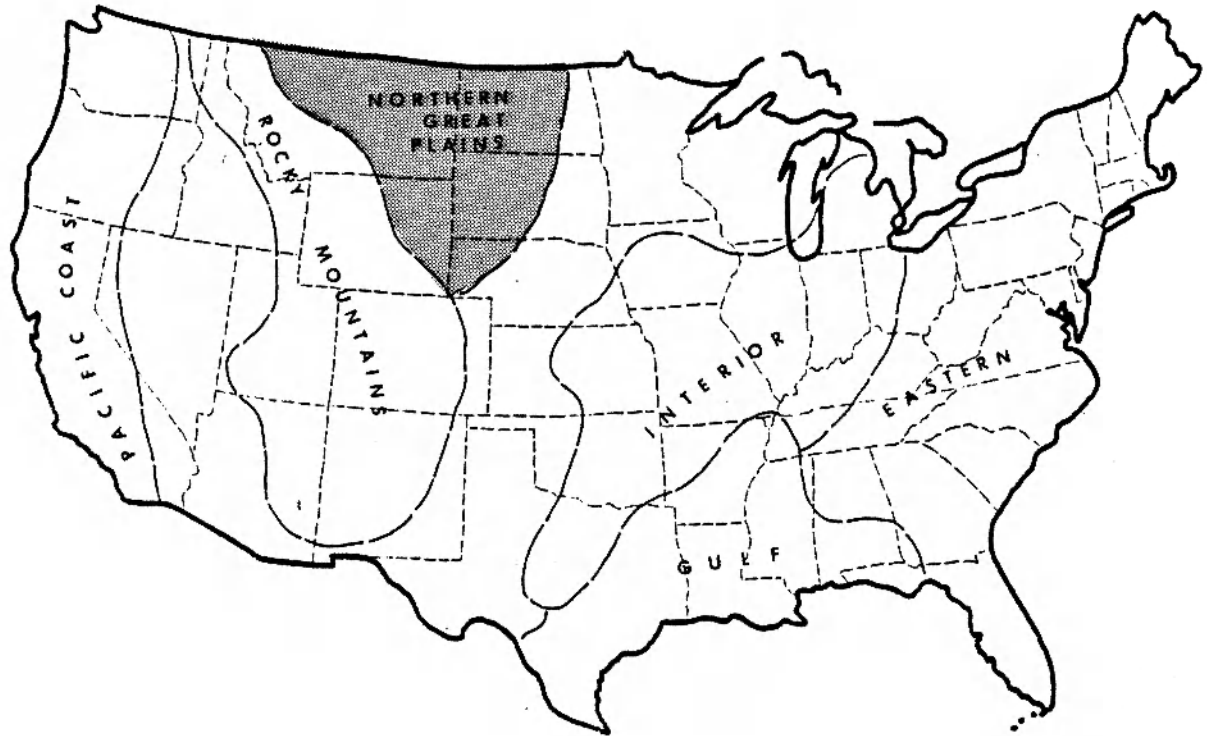 NORTHERN
GREAT
PLAINS
ROCKY
MOUNTAINS
PACIFIC COAST
INTERIOR
EASTERN
GULF